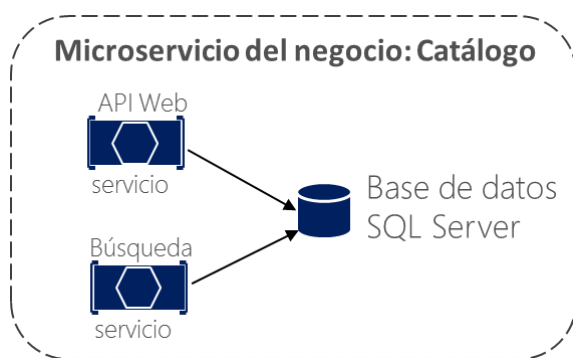 Microservicio del negocio: Catálogo
API Web
servicio
Base de datos
SQL Server
Búsqueda
servicio